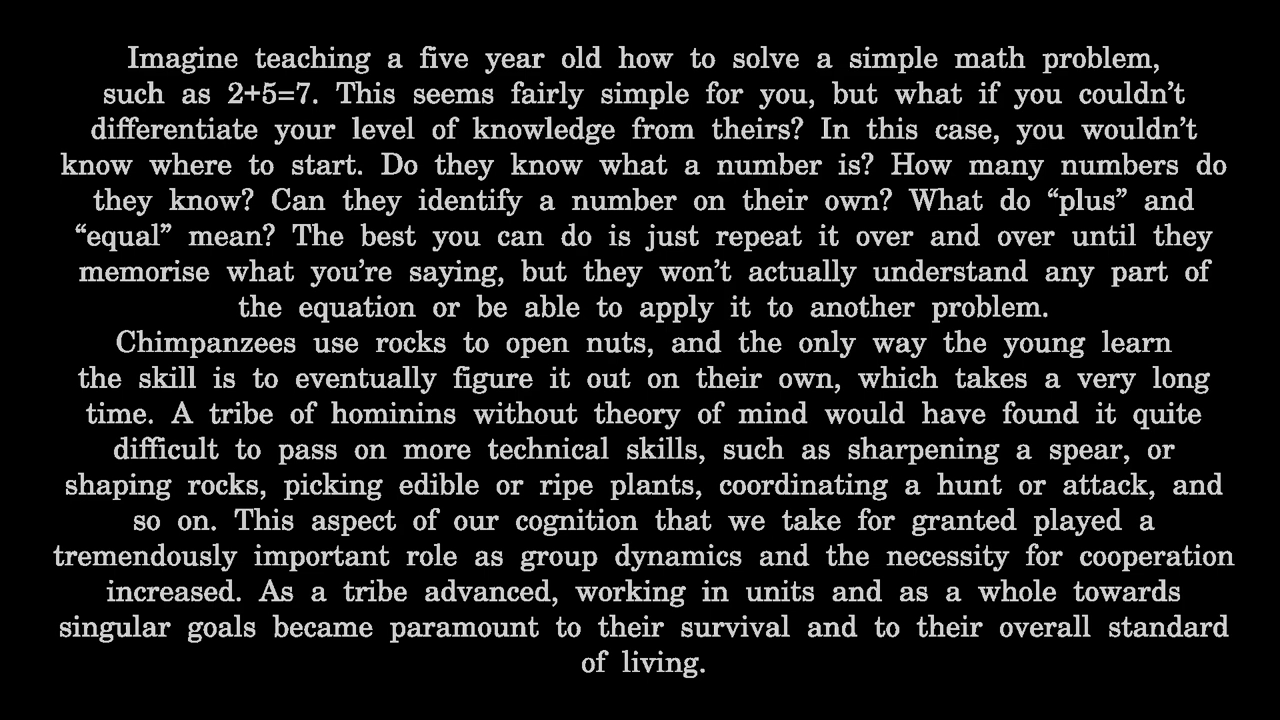 Imagine teaching a five year old how to solve a simple math problem,
such as 2+5=7. This seems fairly simple for you, but what if you couldn’t
differentiate your level of knowledge from theirs? In this case, you wouldn’t
know where to start. Do they know what a number is? How many numbers do
they know? Can they identify a number on their own? What do “plus” and
“equal” mean? The best you can do is just repeat it over and over until they
memorise what you’re saying, but they won’t actually understand any part of
the equation or be able to apply it to another problem.
Chimpanzees use rocks to open nuts, and the only way the young learn
the skill is to eventually figure it out on their own, which takes a very long
time. A tribe of hominins without theory of mind would have found it quite
difficult to pass on more technical skills, such as sharpening a spear, or
shaping rocks, picking edible or ripe plants, coordinating a hunt or attack, and
so on. This aspect of our cognition that we take for granted played a
tremendously important role as group dynamics and the necessity for cooperation
increased. As a tribe advanced, working in units and as a whole towards
singular goals became paramount to their survival and to their overall standard
of living.